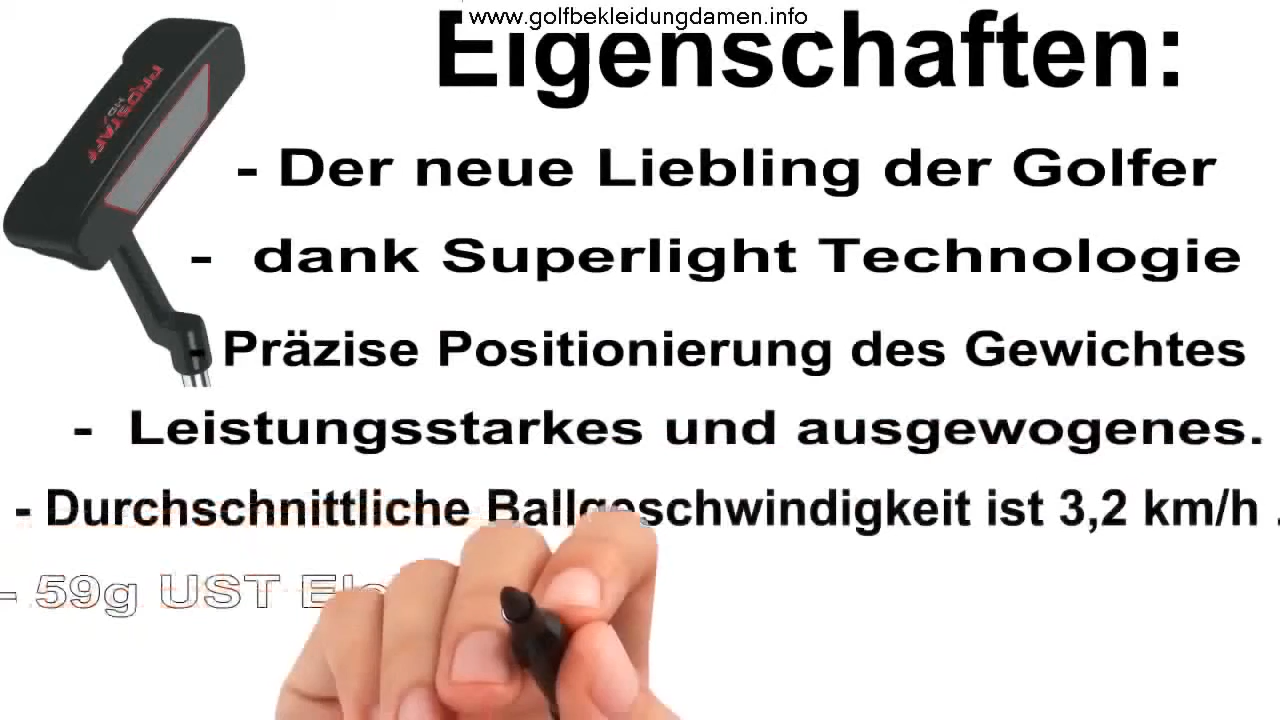 www.golfbekleidungdamen.info
Eigenschaften:
- Der neue Liebling der Golfer
- dank Superlight Technologie
- Präzise Positionierung des Gewichtes
- Leistungsstarkes und ausgewogenes.
- Durchschnittliche Ballgeschwindigkeit ist 3,2 km/h .
- 59g UST